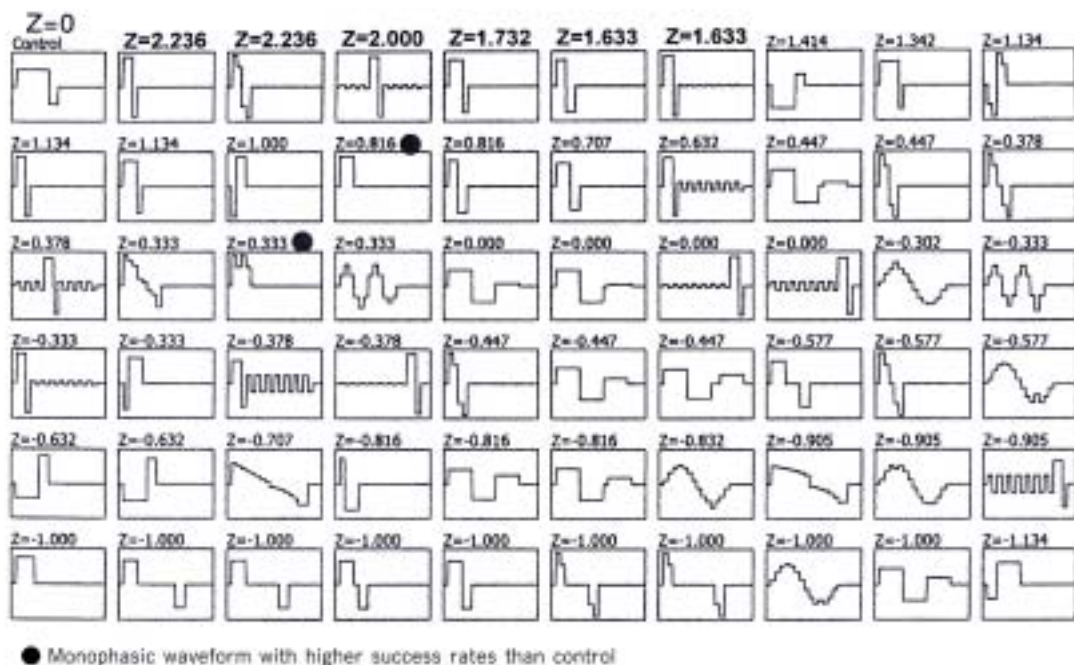 Z=0
Control Z=2.236 Z=2.236 Z=2.000 Z=1.732 Z=1.633 Z=1.633 Z=1.414 Z=1.342 Z=1.134
Z=1.134 Z=1.134 Z=1.000 Z=0.816 Z=0.816 Z=0.707 Z=0.632 Z=0.447 Z=0.447 Z=0.378
Z=0.378 Z=0.333 Z=0.333 Z=0.333 Z=0.000 Z=0.000 Z=0.000 Z=0.000 Z=-0.302 Z=-0.333
Z=-0.333 Z=-0.333 Z=-0.378 Z=-0.378 Z=-0.447 Z=-0.447 Z=-0.447 Z=-0.577 Z=-0.577 Z=-0.577
Z=-0.632 Z=-0.632 Z=-0.707 Z=-0.816 Z=-0.816 Z=-0.816 Z=-0.832 Z=-0.905 Z=-0.905 Z=-0.905
Z=-1.000 Z=-1.000 Z=-1.000 Z=-1.000 Z=-1.000 Z=-1.000 Z=-1.000 Z=-1.000 Z=-1.000 Z=-1.134
Monophasic waveform with higher success rates than control